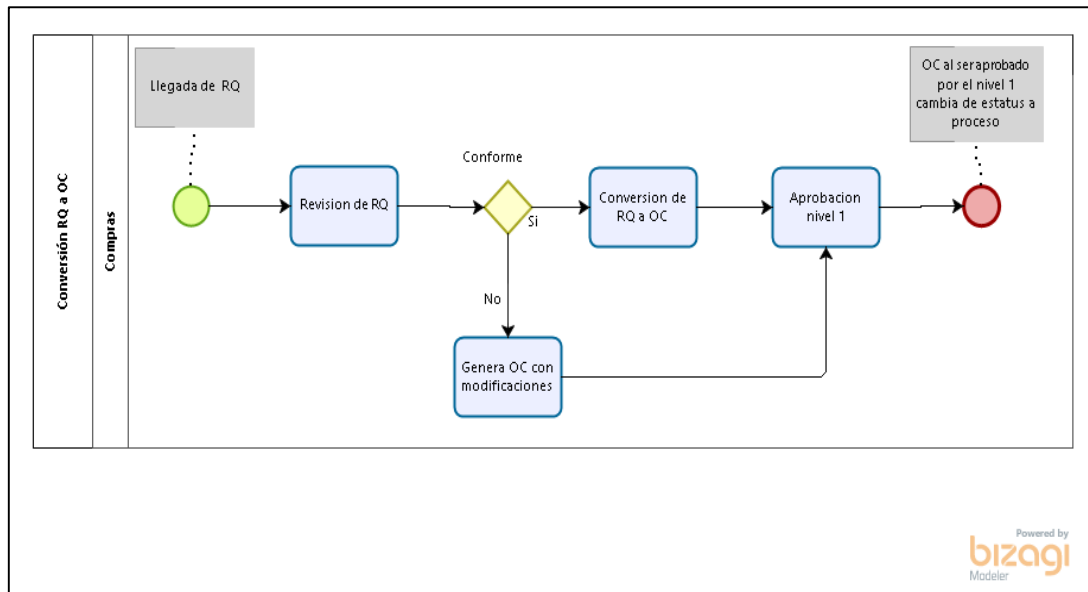 Conversión RQ a OC
Compras
Llegada de RQ
Revision de RQ
Conforme
Si
No
Conversion de
RQ a OC
Genera OC con
modificaciones
Aprobacion
nivel 1
OC al seraprobado
por el nivel 1
cambia de estatus a
proceso
Powered by
bizagi
Modeler